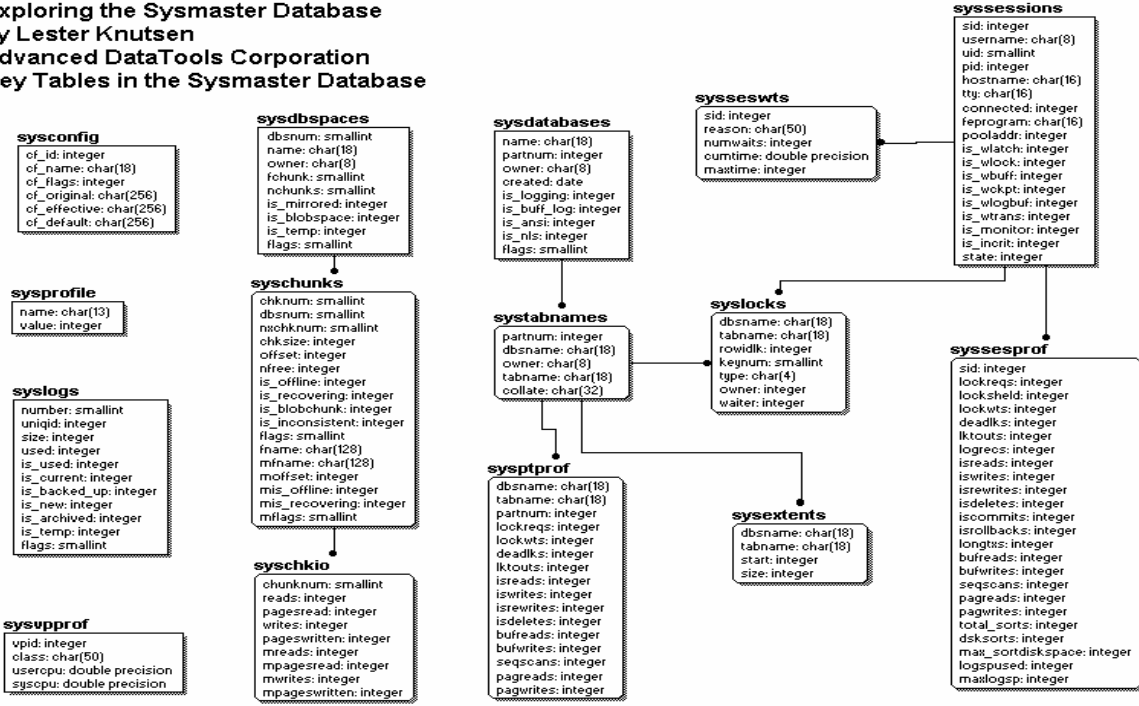 xploring the Sysmaster Database
y Lester Knutsen
dvanced DataTools Corporation
ey Tables in the Sysmaster Database
sysconfig
cf_id: integer
cf_name: char(18)
cf_flags: integer
cf_original: char(256)
cf_effective: char(256)
cf_default: char(256)
sysprofile
name: char(13)
value: integer
syslogs
number: smallint
uniqid: integer
size: integer
used: integer
is_used: integer
is_current: integer
is_backed_up: integer
is_new: integer
is_archived: integer
is_temp: integer
flags: smallint
sysvpprof
vpid: integer
class: char(50)
usercpu: double precision
syscpu: double precision
sysdbspaces
dbsnum: smallint
name: char(18)
owner: char(8)
fchunk: smallint
nchunks: smallint
is_mirrored: integer
is_blobspace: integer
is_temp: integer
flags: smallint
syschunks
chknum: smallint
dbsnum: smallint
nxchknum: smallint
chksize: integer
offset: integer
nfree: integer
is_offline: integer
is_recovering: integer
is_blobchunk: integer
is_inconsistent: integer
flags: smallint
fname: char(128)
mfname: char(128)
moffset: integer
mis_offline: integer
mis_recovering: integer
mflags: smallint
syschkio
chunknum: smallint
reads: integer
pagesread: integer
writes: integer
pageswritten: integer
mreads: integer
mpagesread: integer
mwrites: integer
mpageswritten: integer
sysdatabases
name: char(18)
partnum: integer
owner: char(8)
created: date
is_logging: integer
is_buff_log: integer
is_ansi: integer
is_nls: integer
flags: smallint
systabnames
partnum: integer
dbsname: char(18)
owner: char(8)
tabname: char(18)
collate: char(32)
sysptprof
dbsname: char(18)
tabname: char(18)
partnum: integer
lockreqs: integer
lockwts: integer
deadlks: integer
lktouts: integer
isreads: integer
iswrites: integer
isrewrites: integer
isdeletes: integer
bufreads: integer
bufwrites: integer
seqscans: integer
pagreads: integer
pagwrites: integer
sysseswts
sid: integer
reason: char(50)
numwaits: integer
cumtime: double precision
maxtime: integer
syslocks
dbsname: char(18)
tabname: char(18)
rowidlk: integer
keynum: smallint
type: char(4)
owner: integer
waiter: integer
sysextents
dbsname: char(18)
tabname: char(18)
start: integer
size: integer
syssessions
sid: integer
username: char(8)
uid: smallint
pid: integer
hostname: char(16)
tty: char(16)
connected: integer
feprogram: char(16)
pooladdr: integer
is_wlatch: integer
is_wlock: integer
is_wbuff: integer
is_wckpt: integer
is_wlogbuf: integer
is_wtrans: integer
is_monitor: integer
is_incrit: integer
state: integer
syssesprof
sid: integer
lockreqs: integer
locksheld: integer
lockwts: integer
deadlks: integer
lktouts: integer
logrecs: integer
isreads: integer
iswrites: integer
isrewrites: integer
isdeletes: integer
iscommits: integer
isrollbacks: integer
longtxs: integer
bufreads: integer
bufwrites: integer
seqscans: integer
pagreads: integer
pagwrites: integer
total_sorts: integer
dsksorts: integer
max_sortdiskspace: integer
logspused: integer
maxlogsp: integer